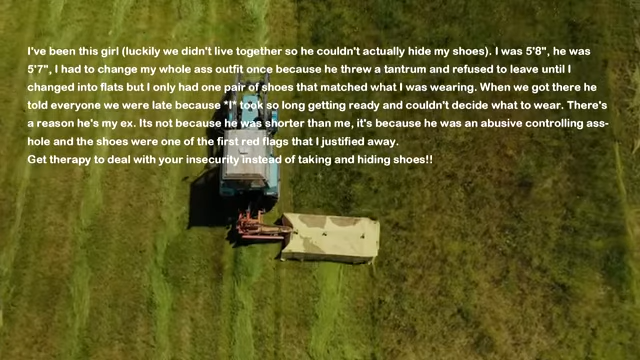 I've been this girl (luckily we didn't live together so he couldn't actually hide my shoes). I was 5'8", he was
5'7", I had to change my whole ass outfit once because he threw a tantrum and refused to leave until I
changed into flats but I only had one pair of shoes that matched what I was wearing. When we got there he
told everyone we were late because *I* took so long getting ready and couldn't decide what to wear. There's
a reason he's my ex. Its not because he was shorter than me, it's because he was an abusive controlling ass-
hole and the shoes were one of the first red flags that I justified away.
Get therapy to deal with your insecurity instead of taking and hiding shoes!!